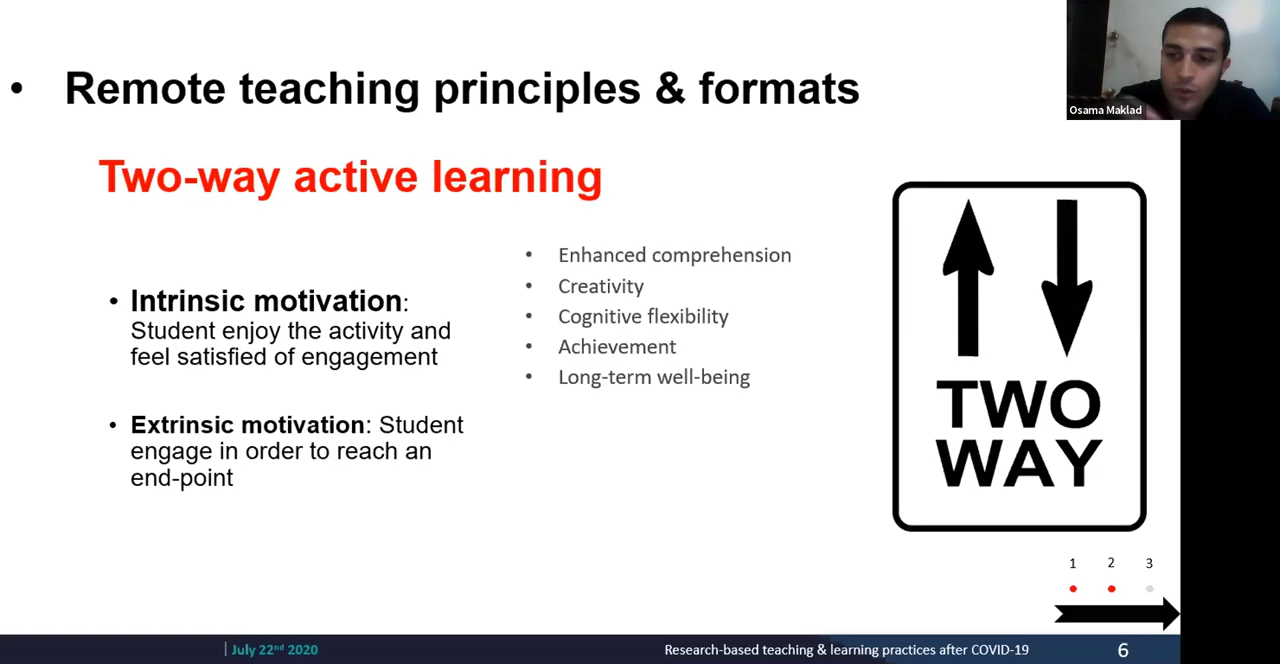 • Remote teaching principles & formats
Osama Maklad
Two-way active learning
• Intrinsic motivation:
Student enjoy the activity and
feel satisfied of engagement
• Extrinsic motivation: Student
engage in order to reach an
end-point
• Enhanced comprehension
• Creativity
• Cognitive flexibility
• Achievement
• Long-term well-being
TWO
WAY
1 2 3
| July 22nd 2020
Research-based teaching & learning practices after COVID-19
6